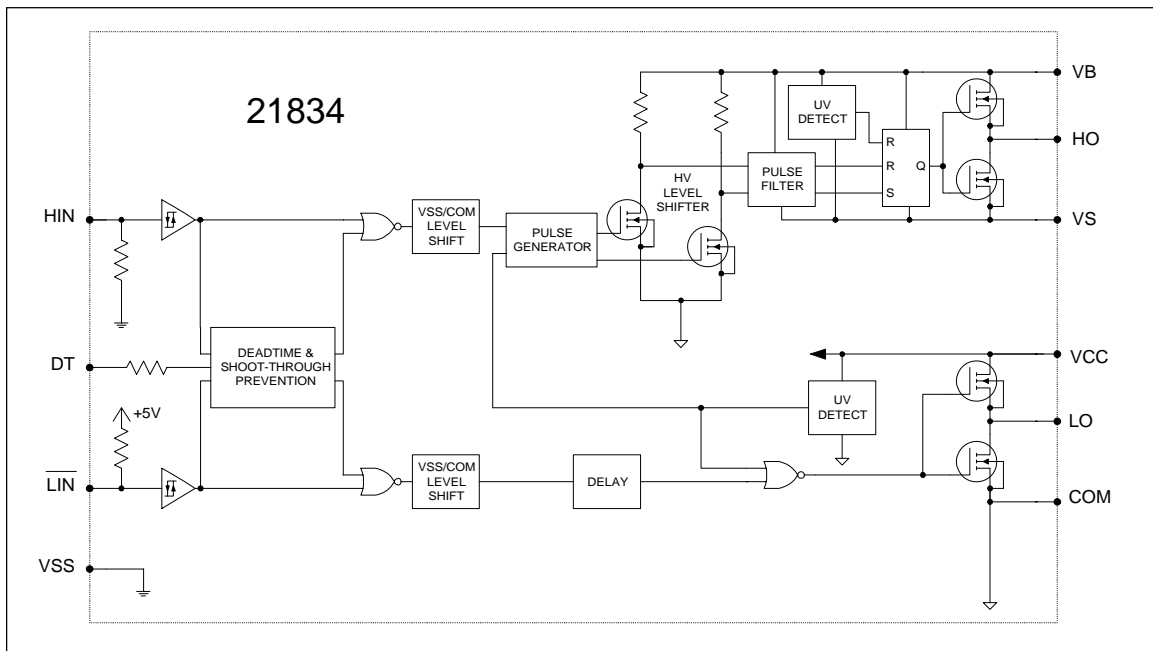 21834
VB
UV
DETECT
HO
R
R
Q
S
PULSE
FILTER
HV
LEVEL
SHIFTER
HIN
VSS/COM
LEVEL
SHIFT
PULSE
GENERATOR
VS
DEADTIME &
SHOOT-THROUGH
PREVENTION
DT
VCC
+5V
UV
DETECT
LO
LIN
VSS/COM
LEVEL
SHIFT
DELAY
COM
VSS